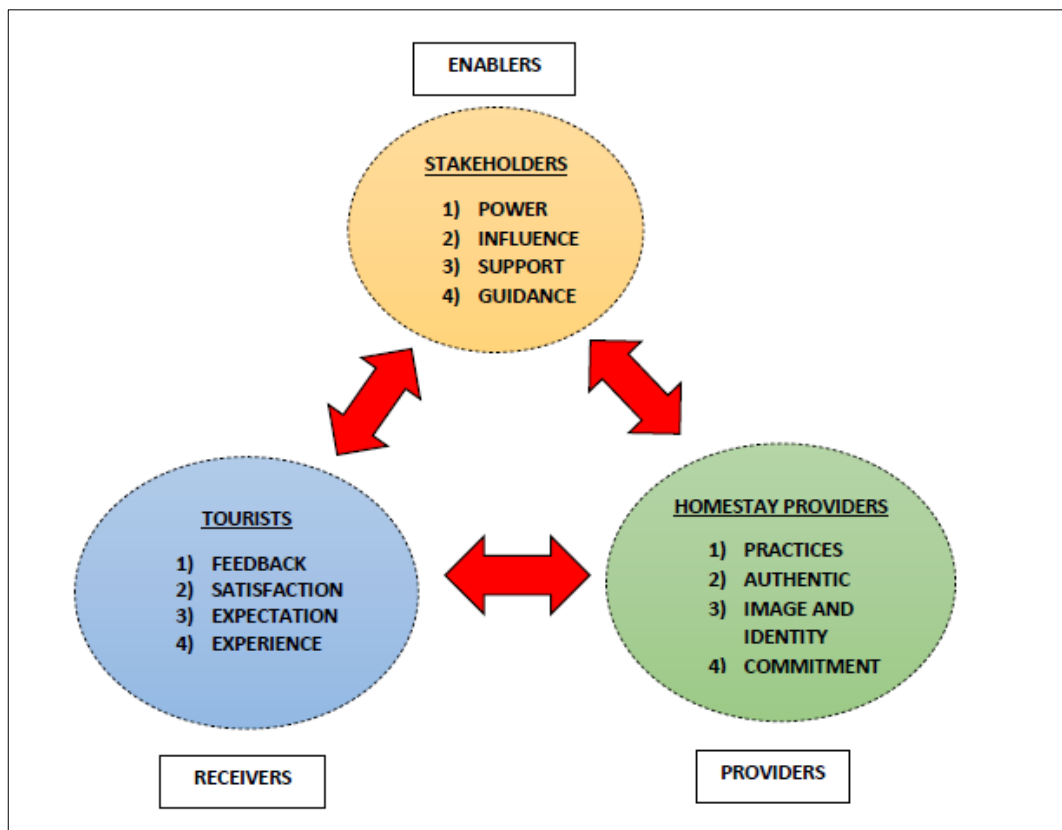 ENABLERS
STAKEHOLDERS
1) POWER
2) INFLUENCE
3) SUPPORT
4) GUIDANCE
TOURISTS
1) FEEDBACK
2) SATISFACTION
3) EXPECTATION
4) EXPERIENCE
HOMESTAY PROVIDERS
1) PRACTICES
2) AUTHENTIC
3) IMAGE AND
IDENTITY
4) COMMITMENT
RECEIVERS
PROVIDERS